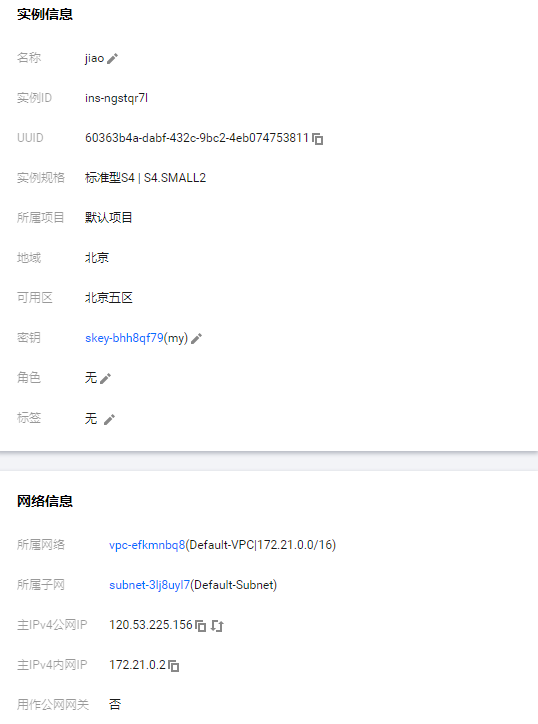 实例信息
名称 jiao
实例ID ins-ngstqr7l
UUID 60363b4a-dabf-432c-9bc2-4eb074753811
实例规格 标准型S4 | S4.SMALL2
所属项目 默认项目
地域 北京
可用区 北京五区
密钥 skey-bhh8qf79(my)
角色 无
标签 无
网络信息
所属网络 vpc-efkmnbq8(Default-VPC|172.21.0.0/16)
所属子网 subnet-3lj8uyl7(Default-Subnet)
主IPv4公网IP 120.53.225.156
主IPv4内网IP 172.21.0.2
用作公网网关 否